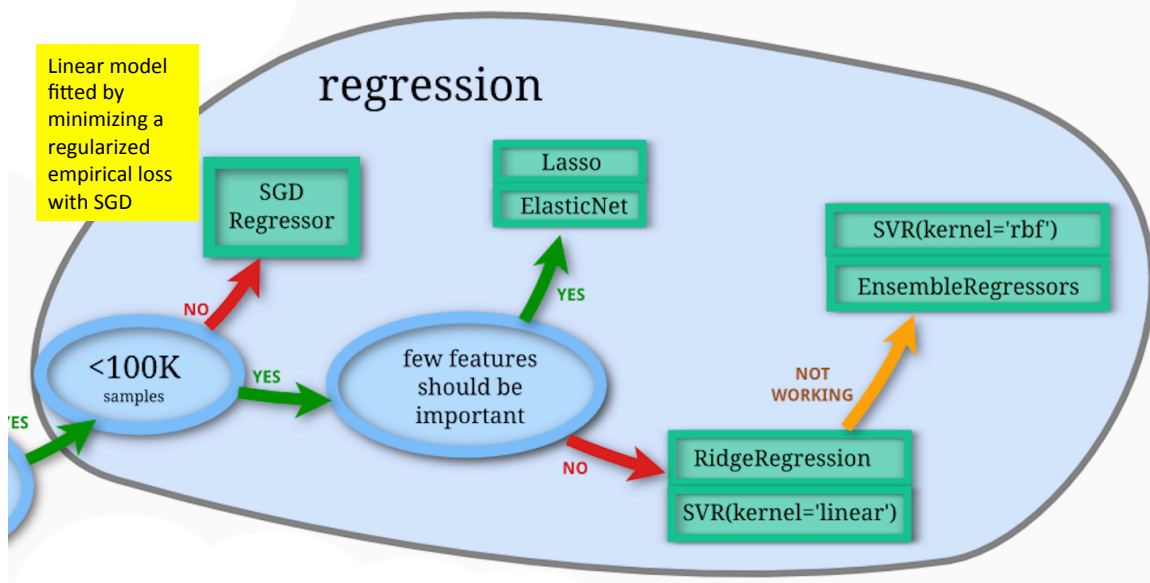 Linear model
fitted by
minimizing a
regularized
empirical loss
with SGD
regression
SGD
Regressor
Lasso
ElasticNet
SVR(kernel='rbf')
EnsembleRegressors
NO
YES
<100K
samples
YES
few features
should be
important
NOT
WORKING
YES
NO
RidgeRegression
SVR(kernel='linear')